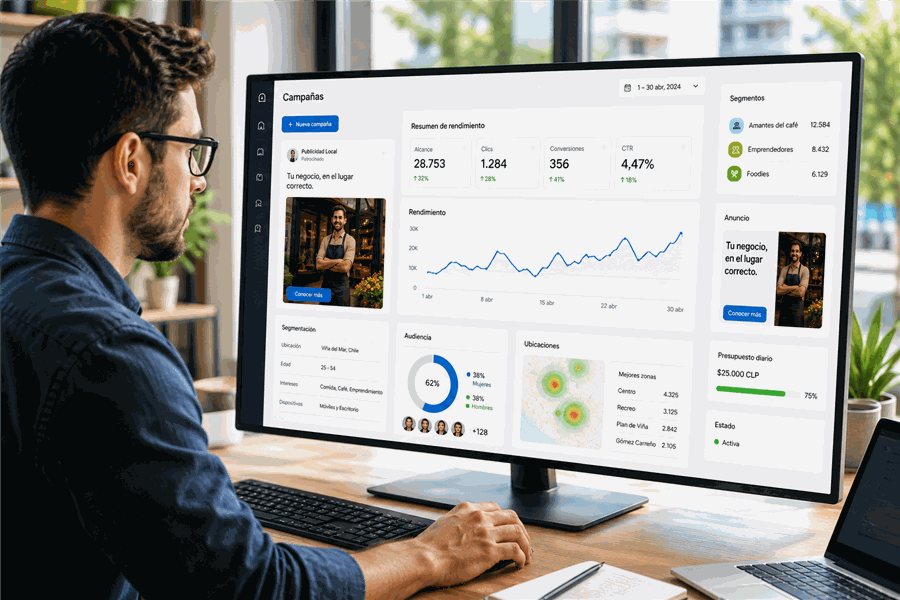 Campañas
+ Nueva campaña
Publicidad Local
Patrocinado
Tu negocio, en el lugar
correcto.
Conocer más
Segmentación
Ubicación Viña del Mar, Chile
Edad 25 - 54
Intereses Comida, Café, Emprendimiento
Dispositivos Móviles y Escritorio
1 – 30 abr, 2024
Resumen de rendimiento
Alcance
28.753
↑ 32%
Clics
1.284
↑ 28%
Conversiones
356
↑ 41%
CTR
4,47%
↑ 18%
Rendimiento
30K
20K
10K
0
1 abr 8 abr 15 abr 22 abr 30 abr
Audiencia
62%
38%
Mujeres
38%
Hombres
+128
Ubicaciones
Mejores zonas
Centro 4.325
Recreo 3.125
Plan de Viña 2.842
Gómez Carreño 2.105
Segmentos
Amantes del café 12.584
Emprendedores 8.432
Foodies 6.129
Anuncio
Tu negocio,
en el lugar
correcto.
Conocer más
Presupuesto diario
$25.000 CLP
75%
Estado
Activa